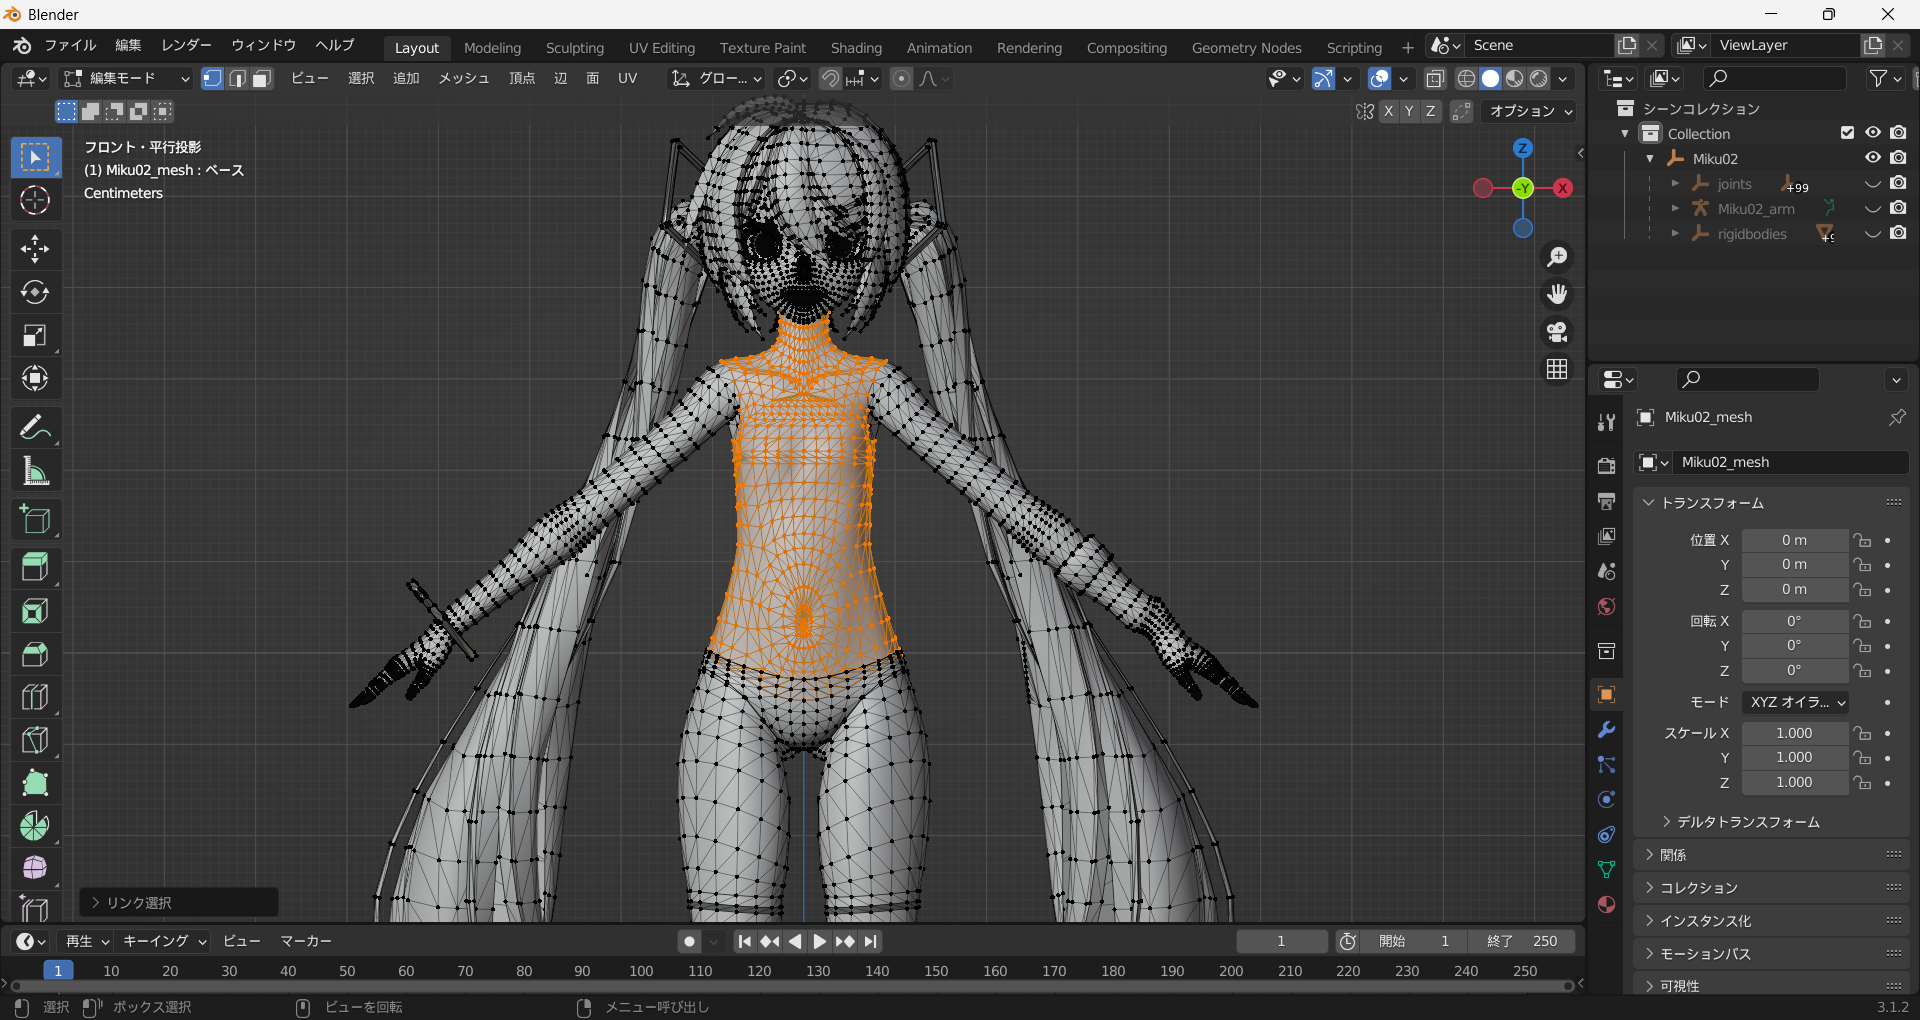 Blender
ファイル 編集 レンダー ウィンドウ ヘルプ Layout Modeling Sculpting UV Editing Texture Paint Shading Animation Rendering Compositing Geometry Nodes Scripting + Scene ViewLayer
編集モード ビュー 選択 追加 メッシュ 頂点 辺 面 UV グロー...
X Y Z オプション
フロント・平行投影
(1) Miku02_mesh : ベース
Centimeters
Z
-Y X
シーンコレクション
Collection
Miku02
joints +99
Miku02_arm
rigidbodies
Miku02_mesh
Miku02_mesh
トランスフォーム
位置 X 0 m
Y 0 m
Z 0 m
回転 X 0°
Y 0°
Z 0°
モード XYZ オイラ...
スケール X 1.000
Y 1.000
Z 1.000
デルタトランスフォーム
関係
コレクション
インスタンス化
モーションパス
可視性
リンク選択
再生 キーイング ビュー マーカー 1 開始 1 終了 250
1 10 20 30 40 50 60 70 80 90 100 110 120 130 140 150 160 170 180 190 200 210 220 230 240 250
選択 ボックス選択 ビューを回転 メニュー呼び出し 3.1.2